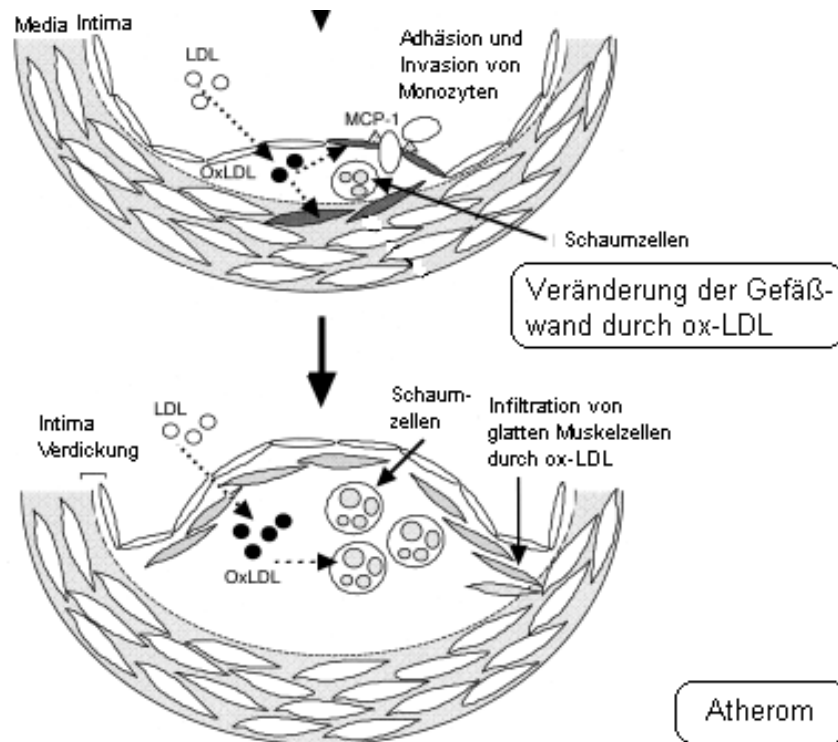 Media Intima
LDL
Adhäsion und
Invasion von
Monozyten
MCP-1
OxLDL
Schaumzellen
Veränderung der Gefäß-
wand durch ox-LDL
Schaum-
zellen
Infiltration von
glatten Muskelzellen
durch ox-LDL
LDL
Intima
Verdickung
OxLDL
Atherom